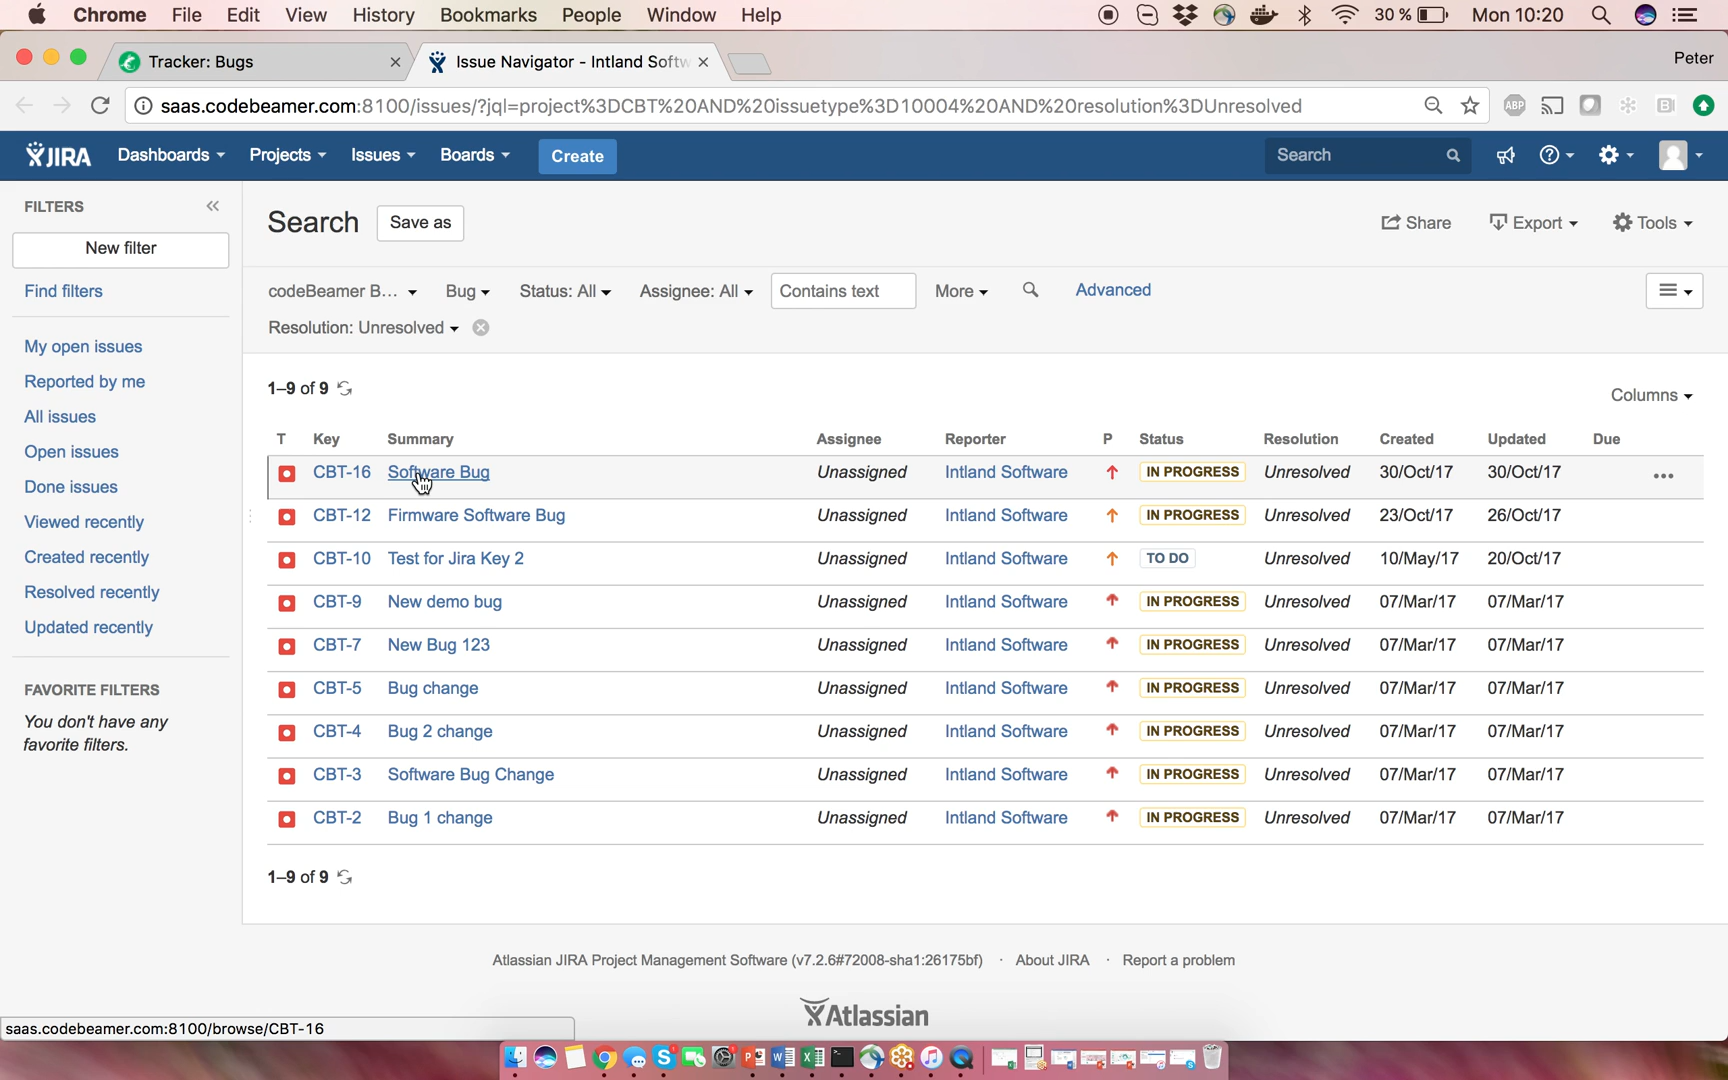 Chrome File Edit View History Bookmarks People Window Help 30 % Mon 10:20
Tracker: Bugs
Issue Navigator - Intland Softw
Peter
saas.codebeamer.com:8100/issues/?jql=project%3DCBT%20AND%20issuetype%3D10004%20AND%20resolution%3DUnresolved
ABP
JIRA Dashboards Projects Issues Boards Create Search
FILTERS
New filter
Find filters
My open issues
Reported by me
All issues
Open issues
Done issues
Viewed recently
Created recently
Resolved recently
Updated recently
FAVORITE FILTERS
You don't have any
favorite filters.
Search Save as Share Export Tools
codeBeamer B... Bug Status: All Assignee: All Contains text More Advanced
Resolution: Unresolved
1–9 of 9
Columns
T Key Summary Assignee Reporter P Status Resolution Created Updated Due
CBT-16 Software Bug Unassigned Intland Software IN PROGRESS Unresolved 30/Oct/17 30/Oct/17
CBT-12 Firmware Software Bug Unassigned Intland Software IN PROGRESS Unresolved 23/Oct/17 26/Oct/17
CBT-10 Test for Jira Key 2 Unassigned Intland Software TO DO Unresolved 10/May/17 20/Oct/17
CBT-9 New demo bug Unassigned Intland Software IN PROGRESS Unresolved 07/Mar/17 07/Mar/17
CBT-7 New Bug 123 Unassigned Intland Software IN PROGRESS Unresolved 07/Mar/17 07/Mar/17
CBT-5 Bug change Unassigned Intland Software IN PROGRESS Unresolved 07/Mar/17 07/Mar/17
CBT-4 Bug 2 change Unassigned Intland Software IN PROGRESS Unresolved 07/Mar/17 07/Mar/17
CBT-3 Software Bug Change Unassigned Intland Software IN PROGRESS Unresolved 07/Mar/17 07/Mar/17
CBT-2 Bug 1 change Unassigned Intland Software IN PROGRESS Unresolved 07/Mar/17 07/Mar/17
1–9 of 9
Atlassian JIRA Project Management Software (v7.2.6#72008-sha1:26175bf) · About JIRA · Report a problem
Atlassian
saas.codebeamer.com:8100/browse/CBT-16